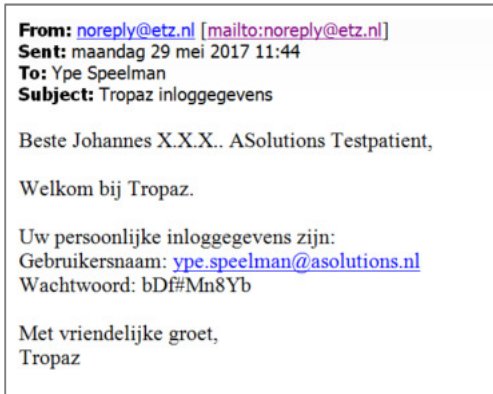 From: noreply@etz.nl [mailto:noreply@etz.nl]
Sent: maandag 29 mei 2017 11:44
To: Ype Speelman
Subject: Tropaz inloggegevens
Beste Johannes X.X.X.. ASolutions Testpatient,
Welkom bij Tropaz.
Uw persoonlijke inloggegevens zijn:
Gebruikersnaam: ype.speelman@asolutions.nl
Wachtwoord: bDf#Mn8Yb
Met vriendelijke groet,
Tropaz